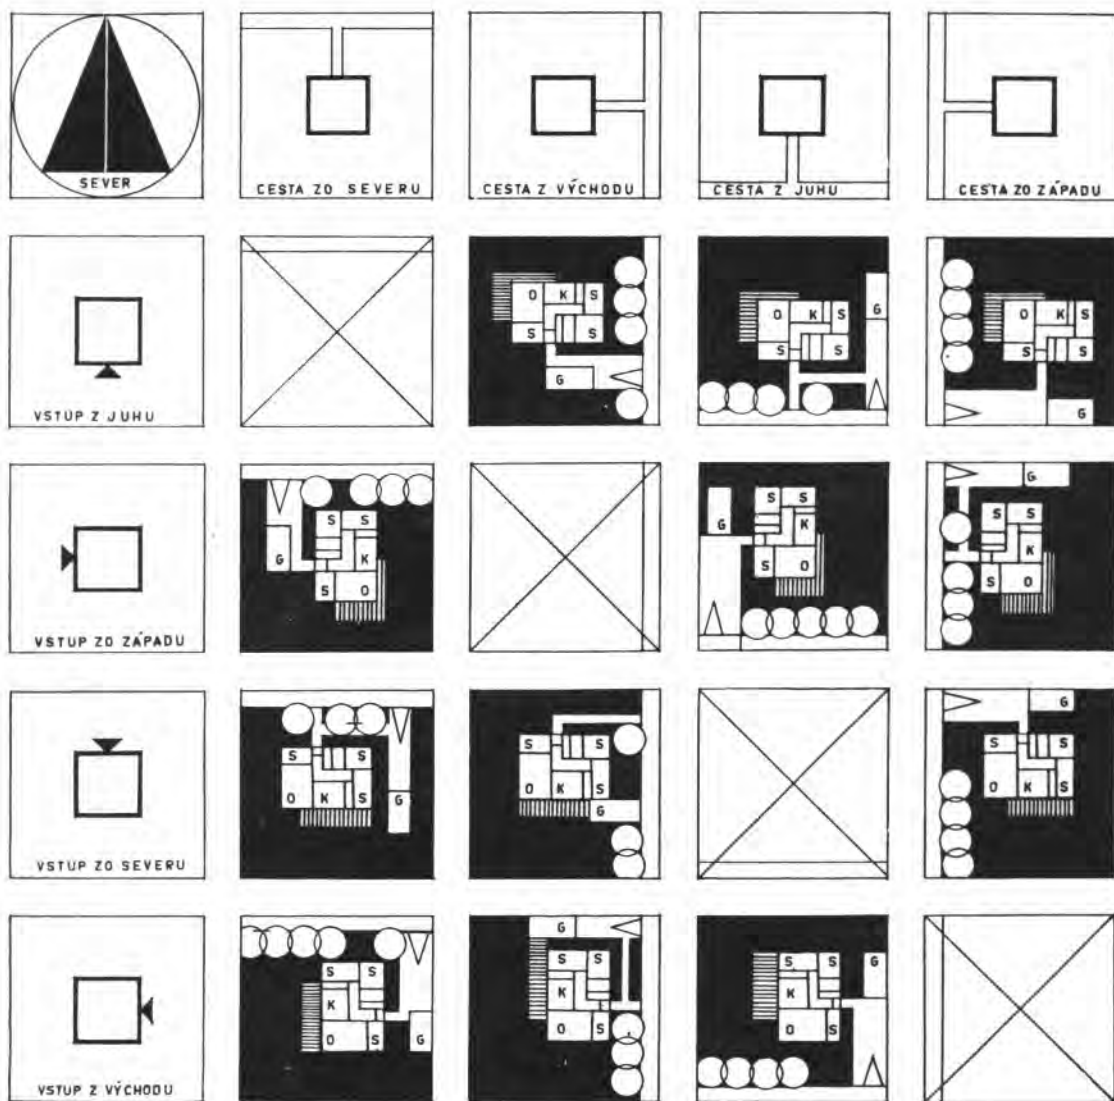 SEVER
CESTA ZO SEVERU
CESTA Z VÝCHODU
CESTA Z JUHU
CESTA ZO ZÁPADU
VSTUP Z JUHU
O K S
S S
G
O K S
S S
G
O K S
S S
G
VSTUP ZO ZÁPADU
S S
K
G
S O
S S
G K
S O
G
S S
K
S O
VSTUP ZO SEVERU
S S
O K S
G
S S
O K S
G
G
S S
O K S
VSTUP Z VÝCHODU
S S
K
O S G
G
S S
K
O S
S S G
K
O S